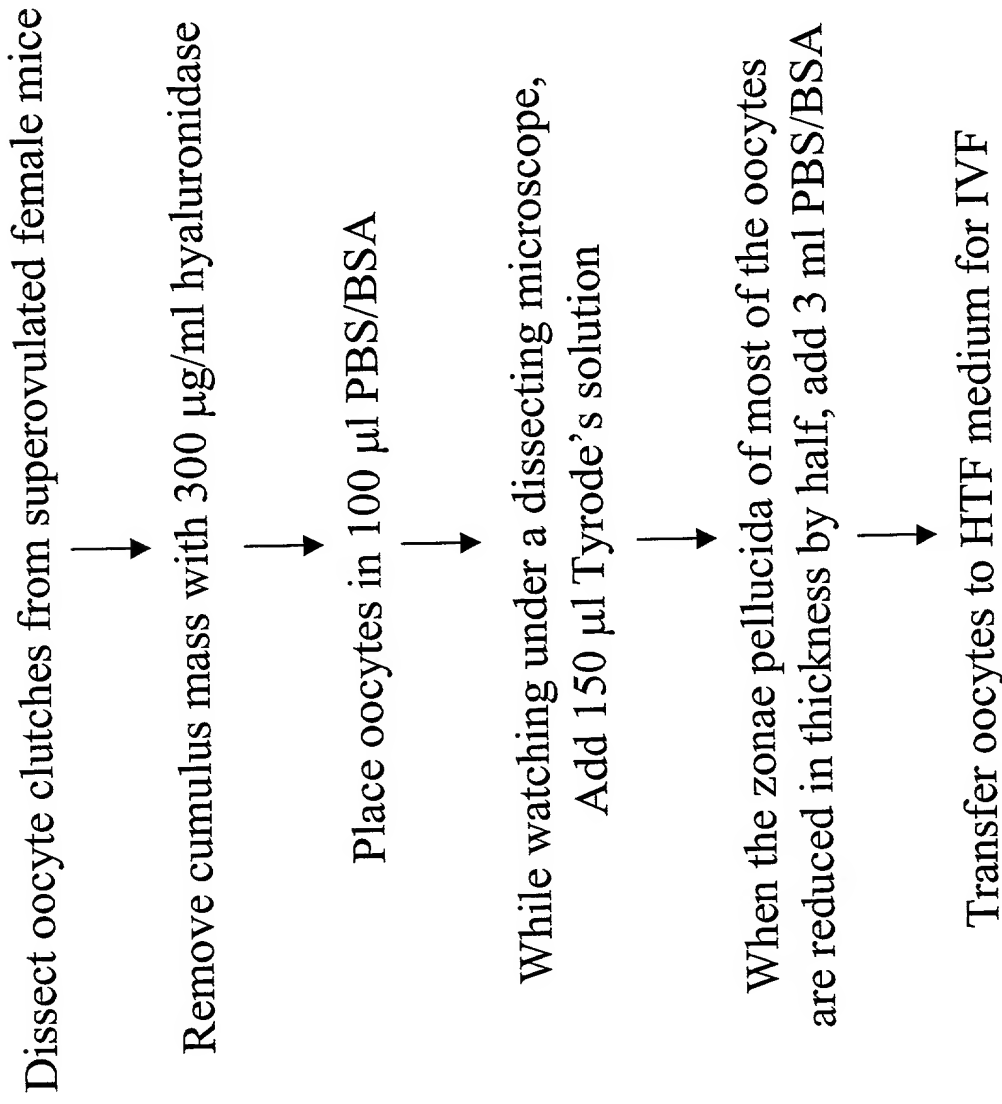 Dissect oocyte clutches from superovulated female mice
Remove cumulus mass with 300 µg/ml hyaluronidase
Place oocytes in 100 µl PBS/BSA
While watching under a dissecting microscope,
Add 150 µl Tyrode’s solution
When the zonae pellucida of most of the oocytes
are reduced in thickness by half, add 3 ml PBS/BSA
Transfer oocytes to HTF medium for IVF